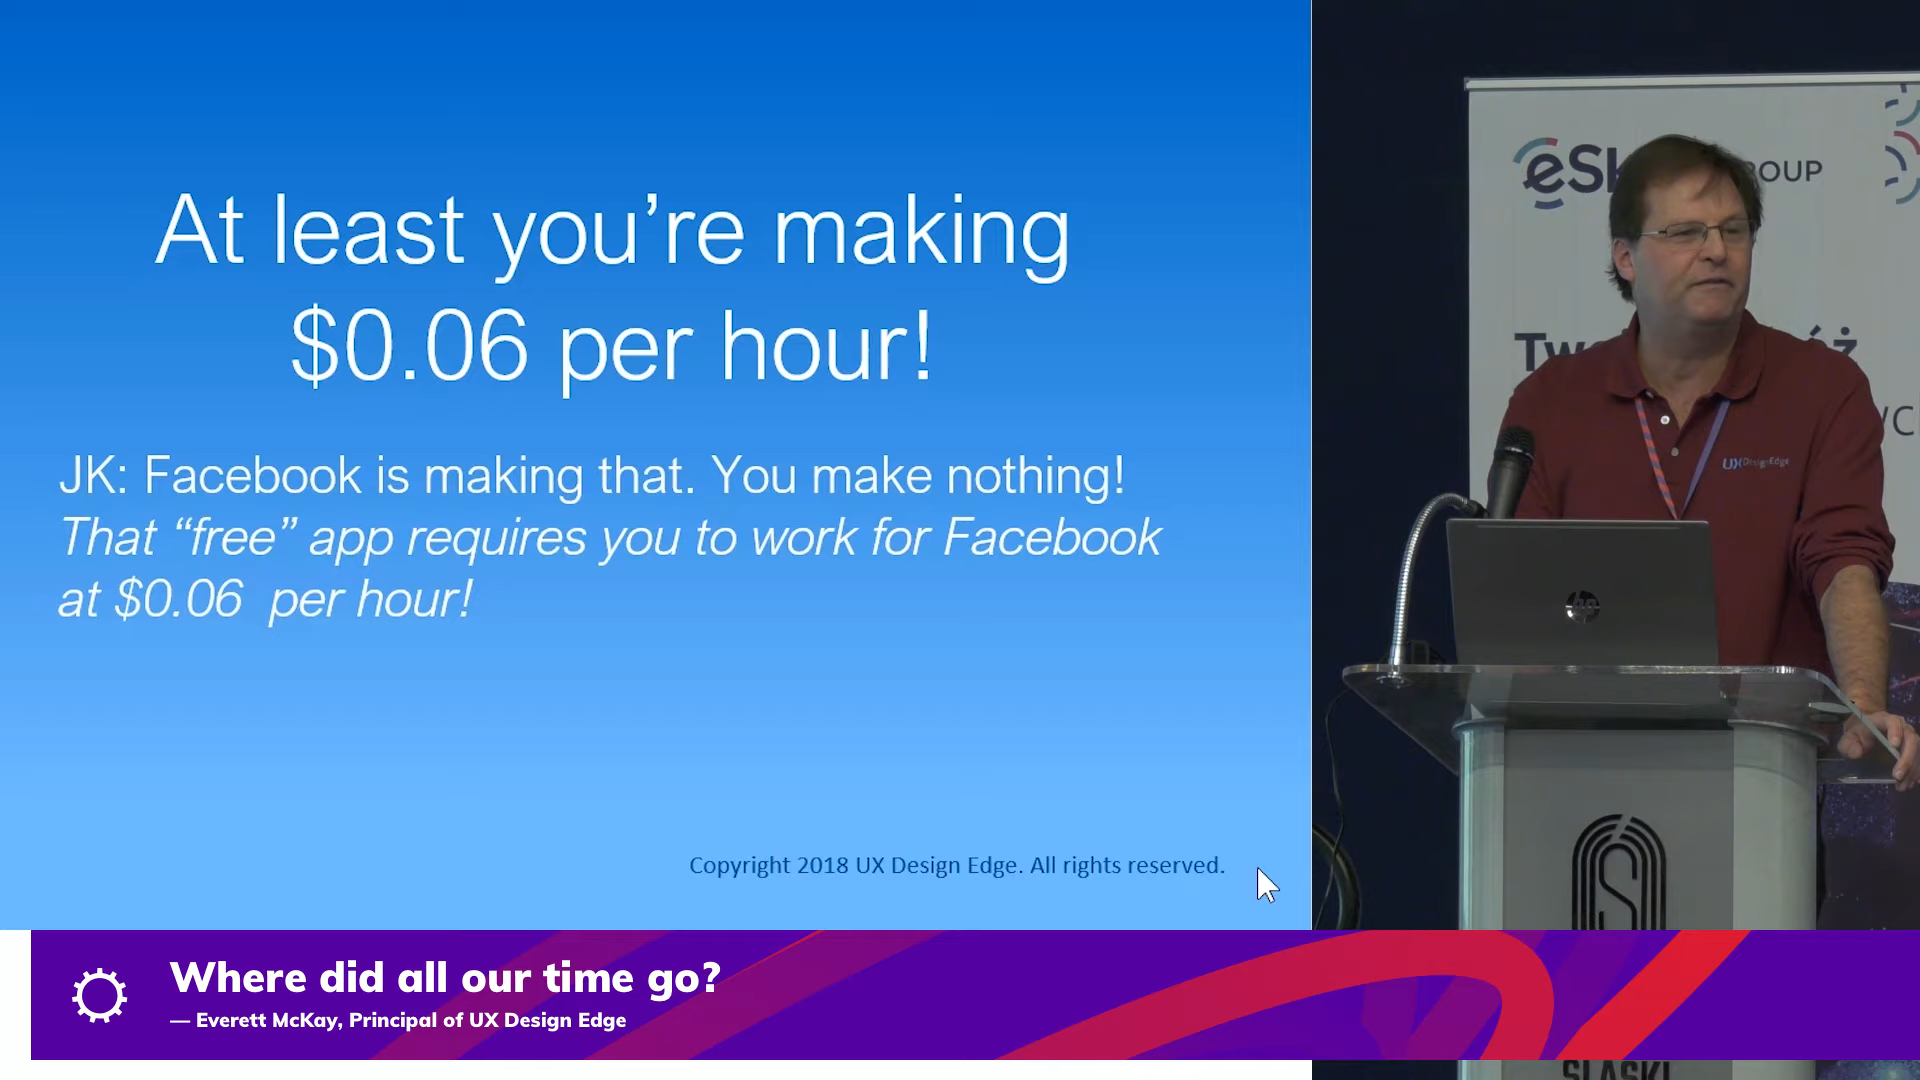 At least you’re making
$0.06 per hour!
JK: Facebook is making that. You make nothing!
That “free” app requires you to work for Facebook
at $0.06  per hour!
Copyright 2018 UX Design Edge. All rights reserved.
UXDesignEdge
hp
Where did all our time go?
— Everett McKay, Principal of UX Design Edge